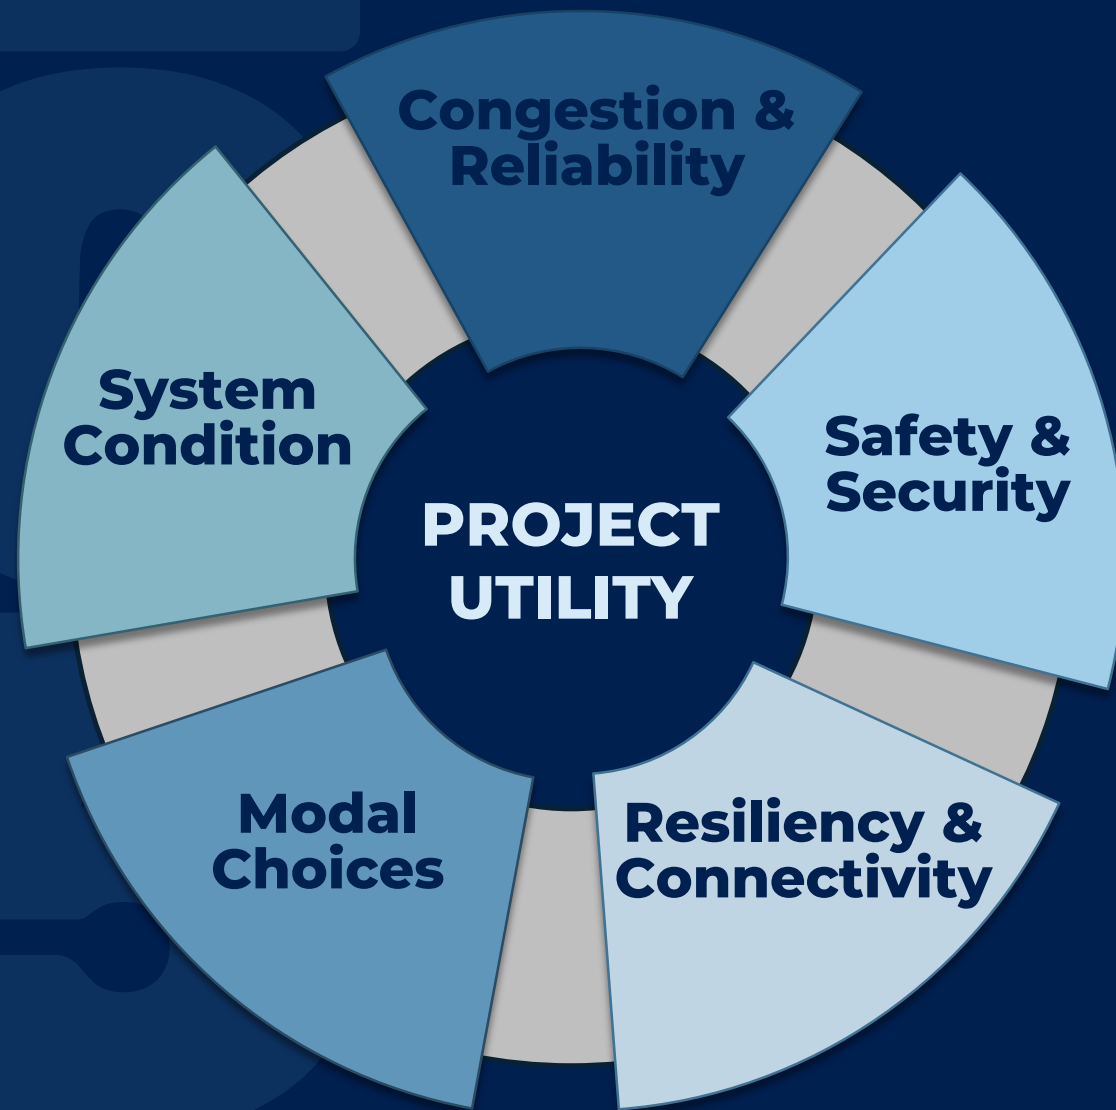 Congestion &
Reliability
System
Condition
Safety &
Security
PROJECT
UTILITY
Modal
Choices
Resiliency &
Connectivity